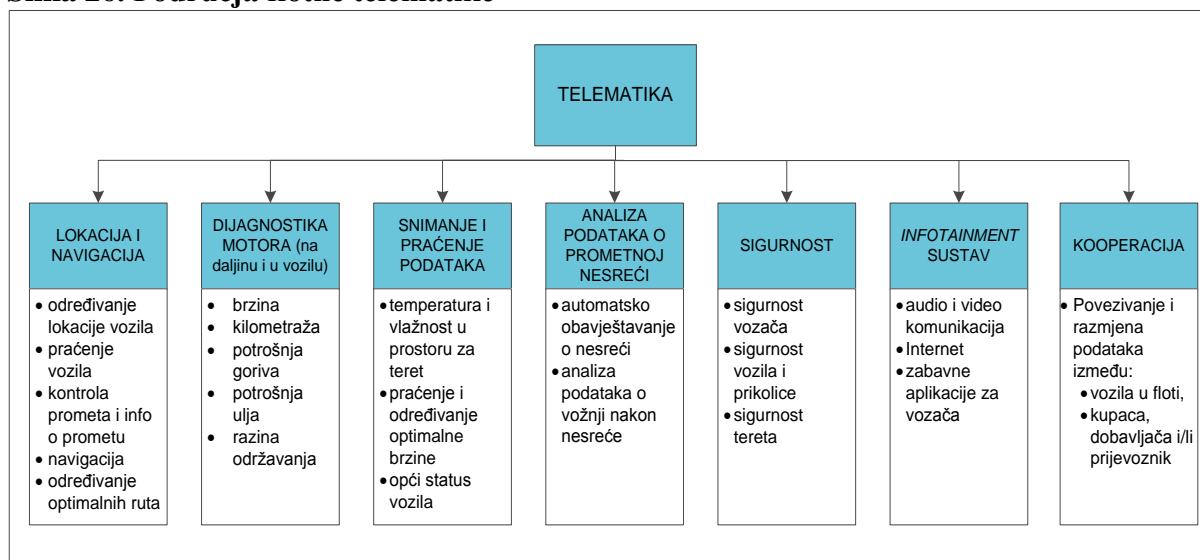 Slika Područja flotne telematike
TELEMATIKA
LOKACIJA I
NAVIGACIJA
• određivanje
lokacije vozila
• praćenje
vozila
• kontrola
prometa i info
o prometu
• navigacija
• određivanje
optimalnih ruta
DIJAGNOSTIKA
MOTORA (na
daljinu i u vozilu)
• brzina
• kilometraža
• potrošnja
goriva
• potrošnja
ulja
• razina
održavanja
SNIMANJE I
PRAĆENJE
PODATAKA
• temperatura i
vlažnost u
prostoru za
teret
• praćenje i
određivanje
optimalne
brzine
• opći status
vozila
ANALIZA
PODATAKA O
PROMETNOJ
NESREĆI
• automatsko
obavještavanje
o nesreći
• analiza
podataka o
vožnji nakon
nesreće
SIGURNOST
• sigurnost
vozača
• sigurnost
vozila i
prikolice
• sigurnost
tereta
INFOTAINMENT
SUSTAV
• audio i video
komunikacija
• Internet
• zabavne
aplikacije za
vozača
KOOPERACIJA
• Povezivanje i
razmjena
podataka
između:
• vozila u floti,
• kupaca,
dobavljača i/li
prijevoznik